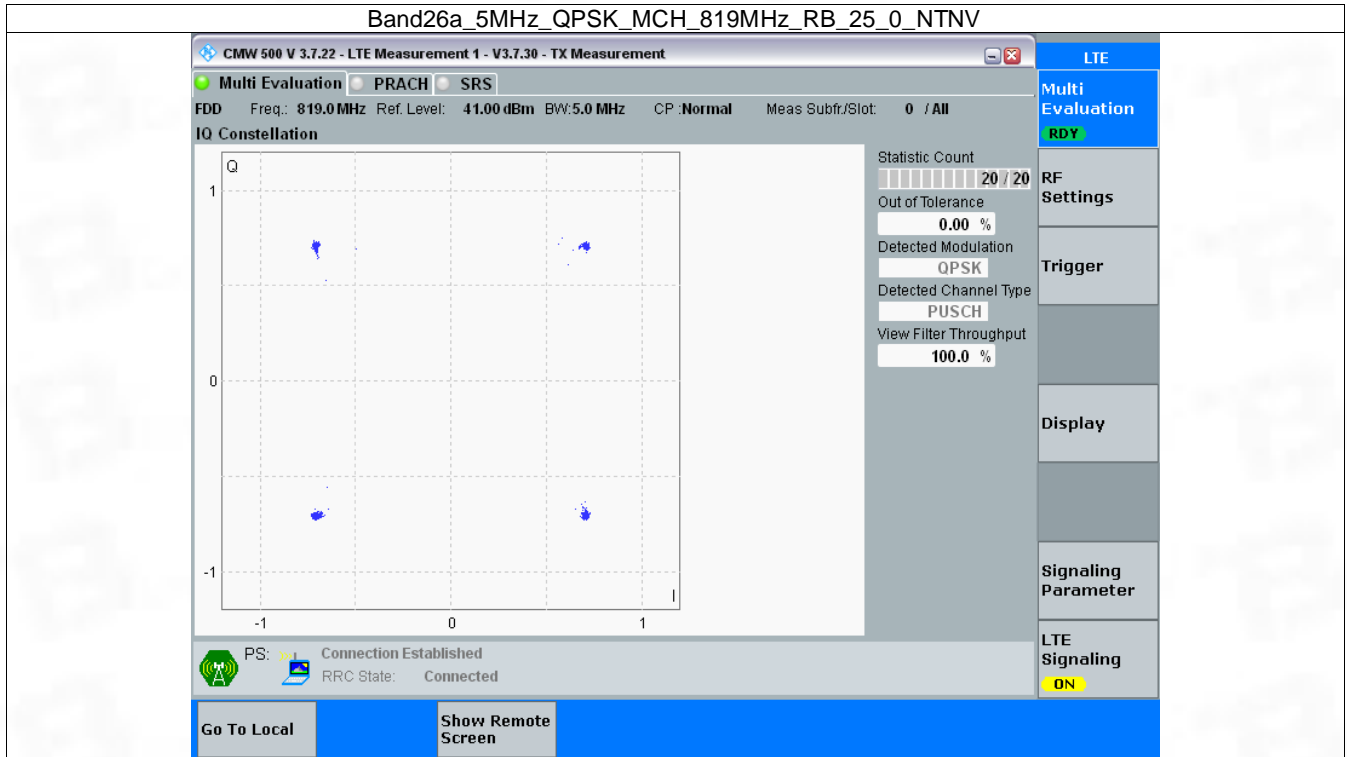 Band26a_5MHz_QPSK_MCH_819MHz_RB_25_0_NTNV
CMW 500 V 3.7.22 - LTE Measurement 1 - V3.7.30 - TX Measurement
LTE
Multi Evaluation PRACH SRS
FDD Freq.: 819.0 MHz Ref. Level: 41.00 dBm BW:5.0 MHz CP :Normal Meas Subfr./Slot: 0 / All
IQ Constellation
Q
1
0
-1
I
-1 0 1
Statistic Count
20 / 20
Out of Tolerance
0.00 %
Detected Modulation
QPSK
Detected Channel Type
PUSCH
View Filter Throughput
100.0 %
Multi
Evaluation
RDY
RF
Settings
Trigger
Display
Signaling
Parameter
LTE
Signaling
ON
PS: Connection Established
RRC State: Connected
Go To Local
Show Remote
Screen